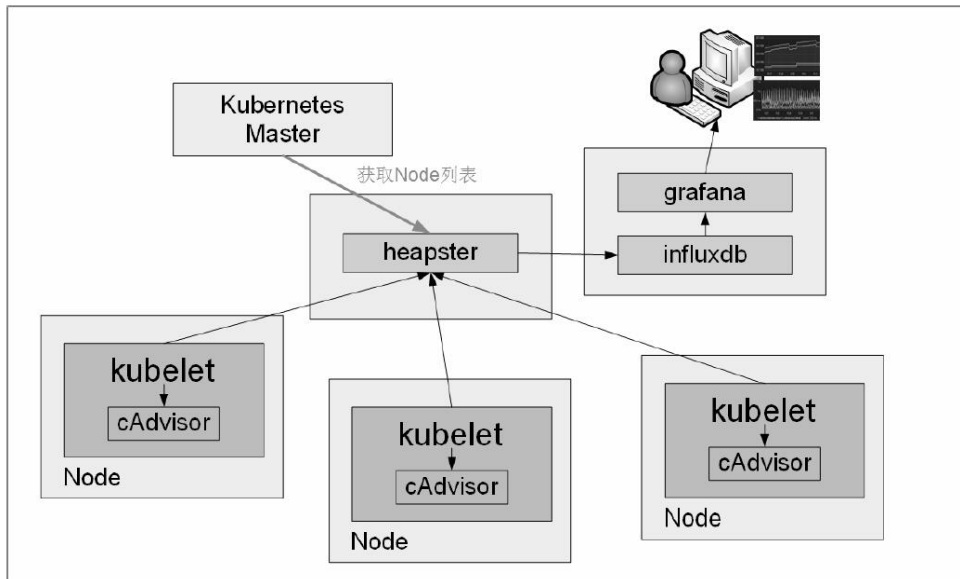 Kubernetes
Master
获取Node列表
heapster
grafana
influxdb
kubelet
cAdvisor
Node
kubelet
cAdvisor
Node
kubelet
cAdvisor
Node